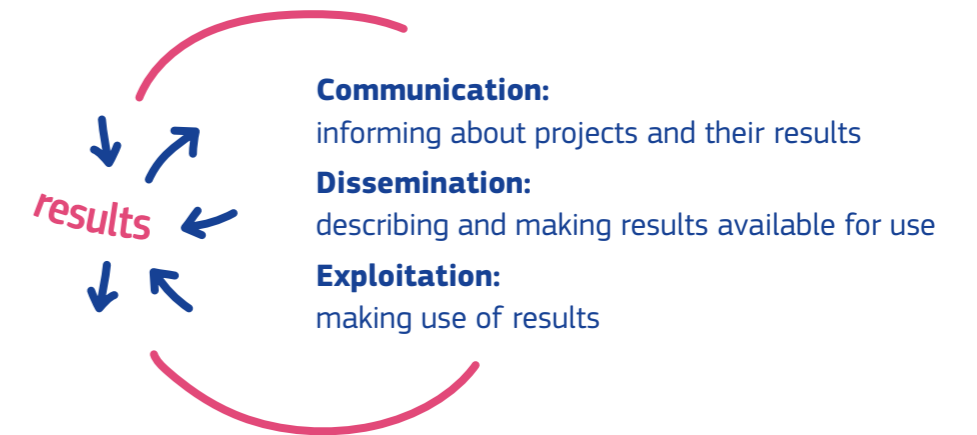 results
Communication:
informing about projects and their results
Dissemination:
describing and making results available for use
Exploitation:
making use of results